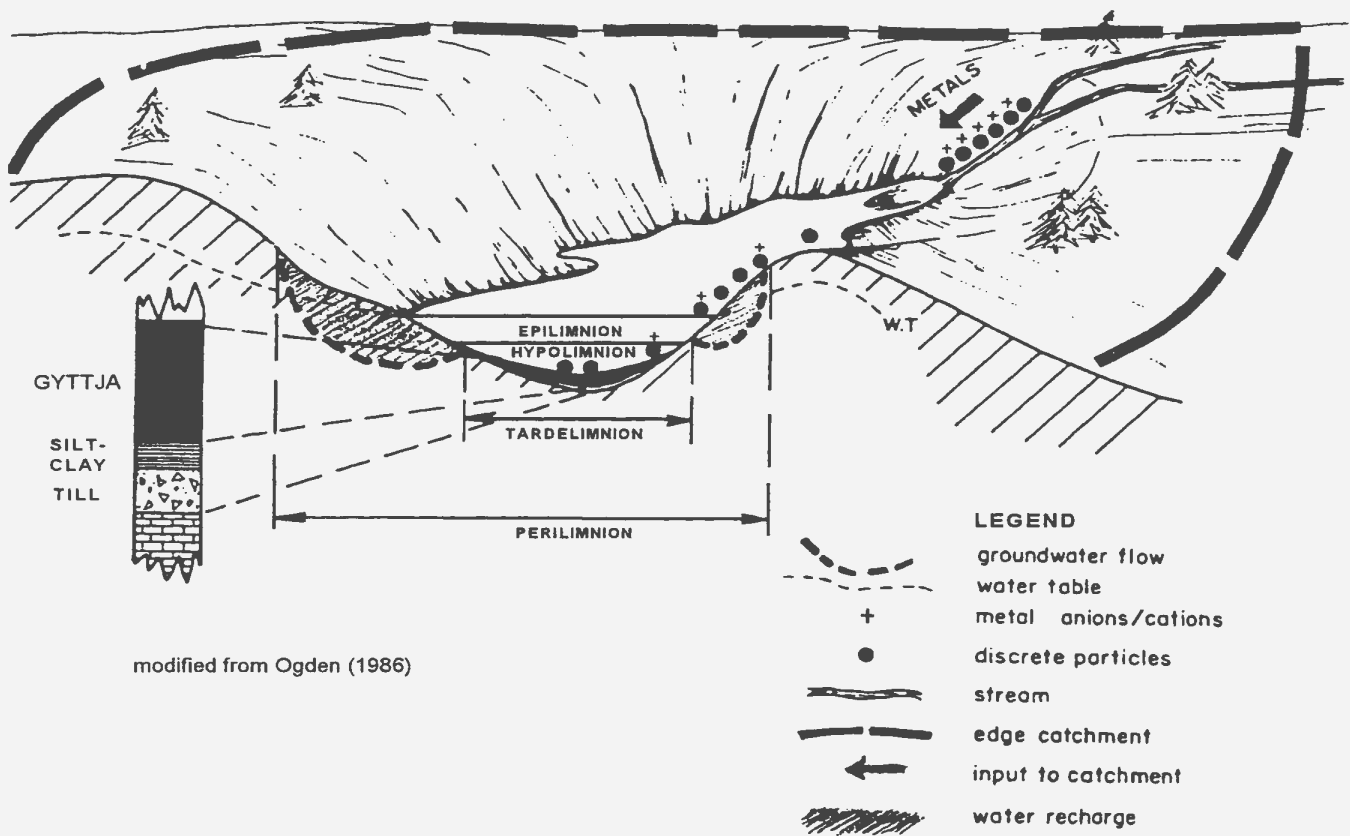 METALS
W.T
EPILIMNION
HYPOLIMNION
GYTTJA
TARDELIMNION
SILT-
CLAY
TILL
PERILIMNION
LEGEND
groundwater flow
water table
+ metal anions/cations
discrete particles
stream
edge catchment
input to catchment
water recharge
modified from Ogden (1986)